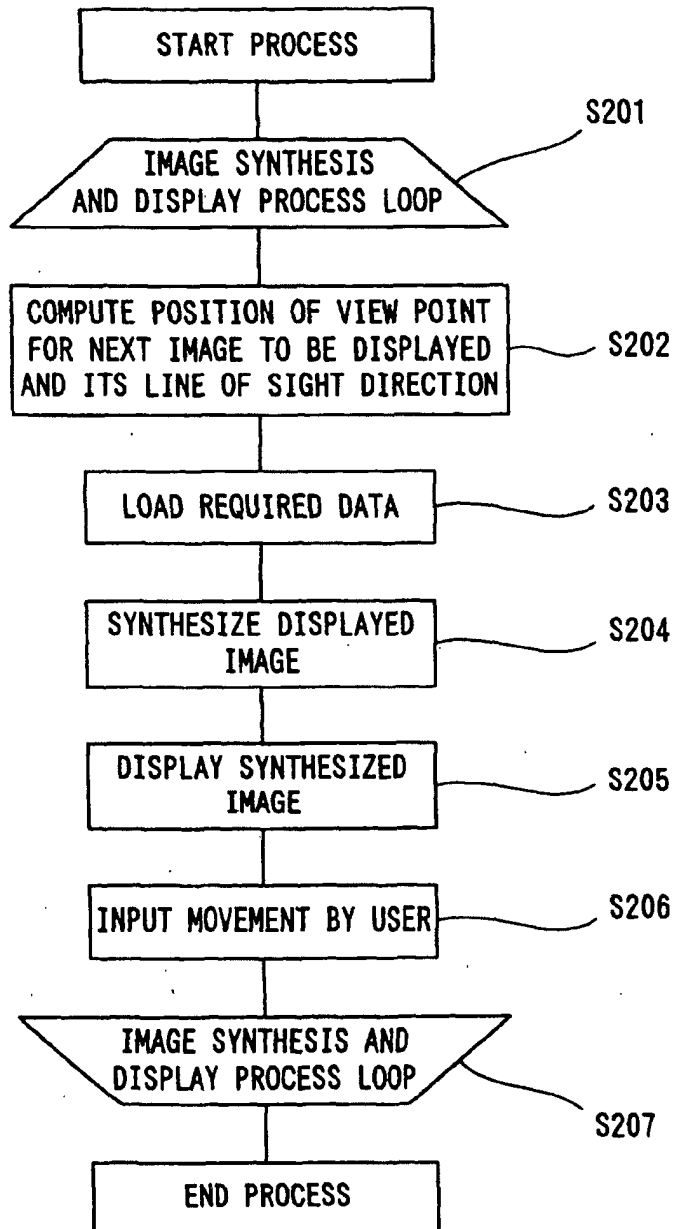 START PROCESS
S201
IMAGE SYNTHESIS
AND DISPLAY PROCESS LOOP
COMPUTE POSITION OF VIEW POINT
FOR NEXT IMAGE TO BE DISPLAYED
AND ITS LINE OF SIGHT DIRECTION
S202
LOAD REQUIRED DATA
S203
SYNTHESIZE DISPLAYED
IMAGE
S204
DISPLAY SYNTHESIZED
IMAGE
S205
INPUT MOVEMENT BY USER
S206
IMAGE SYNTHESIS AND
DISPLAY PROCESS LOOP
S207
END PROCESS